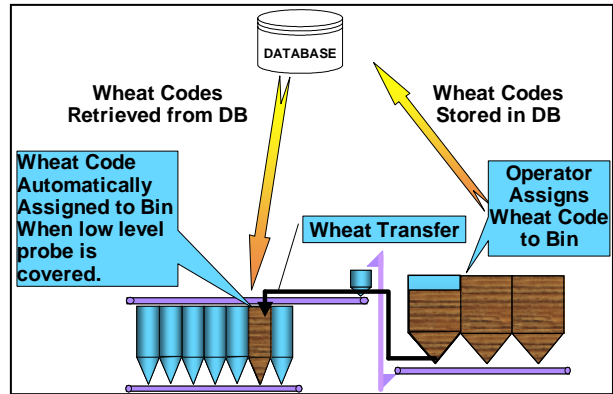 DATABASE
Wheat Codes
Retrieved from DB
Wheat Codes
Stored in DB
Wheat Code
Automatically
Assigned to Bin
When low level
probe is
covered.
Operator
Assigns
Wheat Code
to Bin
Wheat Transfer